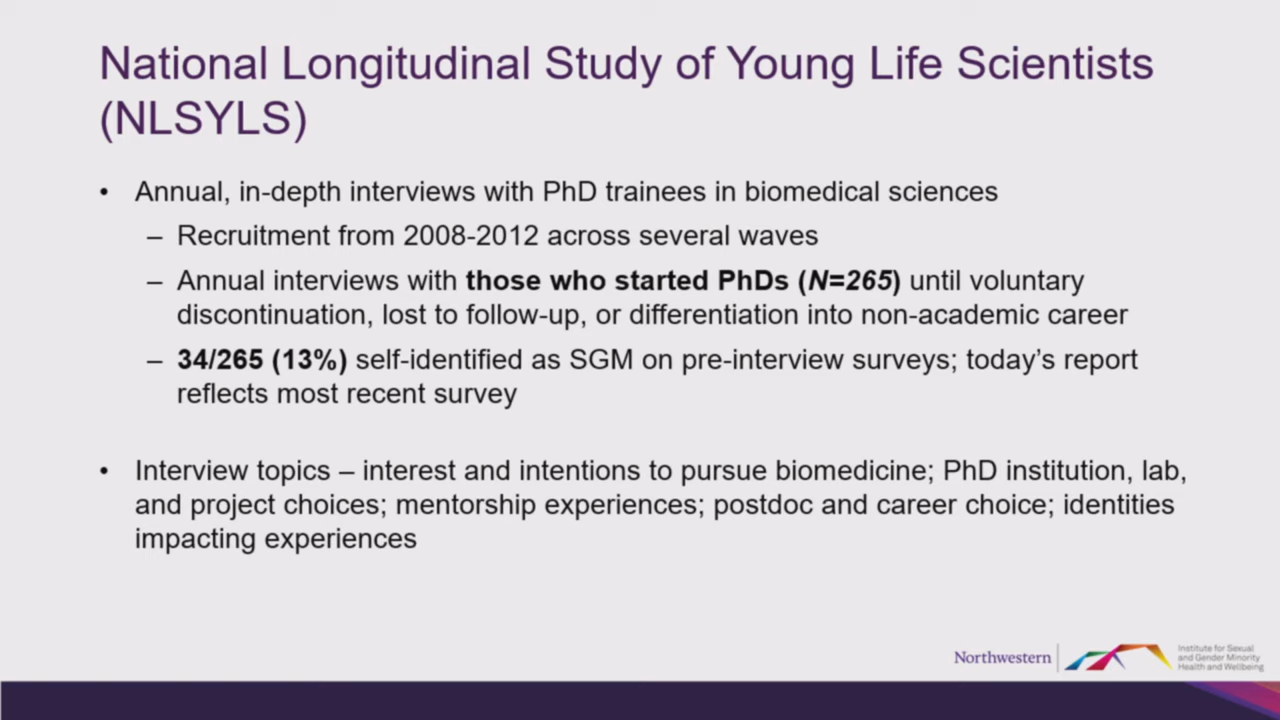 National Longitudinal Study of Young Life Scientists
(NLSYLS)
• Annual, in-depth interviews with PhD trainees in biomedical sciences
– Recruitment from 2008-2012 across several waves
– Annual interviews with those who started PhDs (N=265) until voluntary
discontinuation, lost to follow-up, or differentiation into non-academic career
– 34/265 (13%) self-identified as SGM on pre-interview surveys; today’s report
reflects most recent survey
• Interview topics – interest and intentions to pursue biomedicine; PhD institution, lab,
and project choices; mentorship experiences; postdoc and career choice; identities
impacting experiences
Northwestern
Institute for Sexual
and Gender Minority
Health and Wellbeing